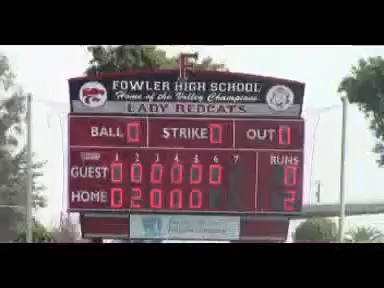 FOWLER HIGH SCHOOL
Home of the Valley Champions
LADY REDCATS
BALL 0 STRIKE 0 OUT 0
1 2 3 4 5 6 7 RUNS
GUEST 0 0 0 0 0 0 0
HOME 0 2 0 0 0 2